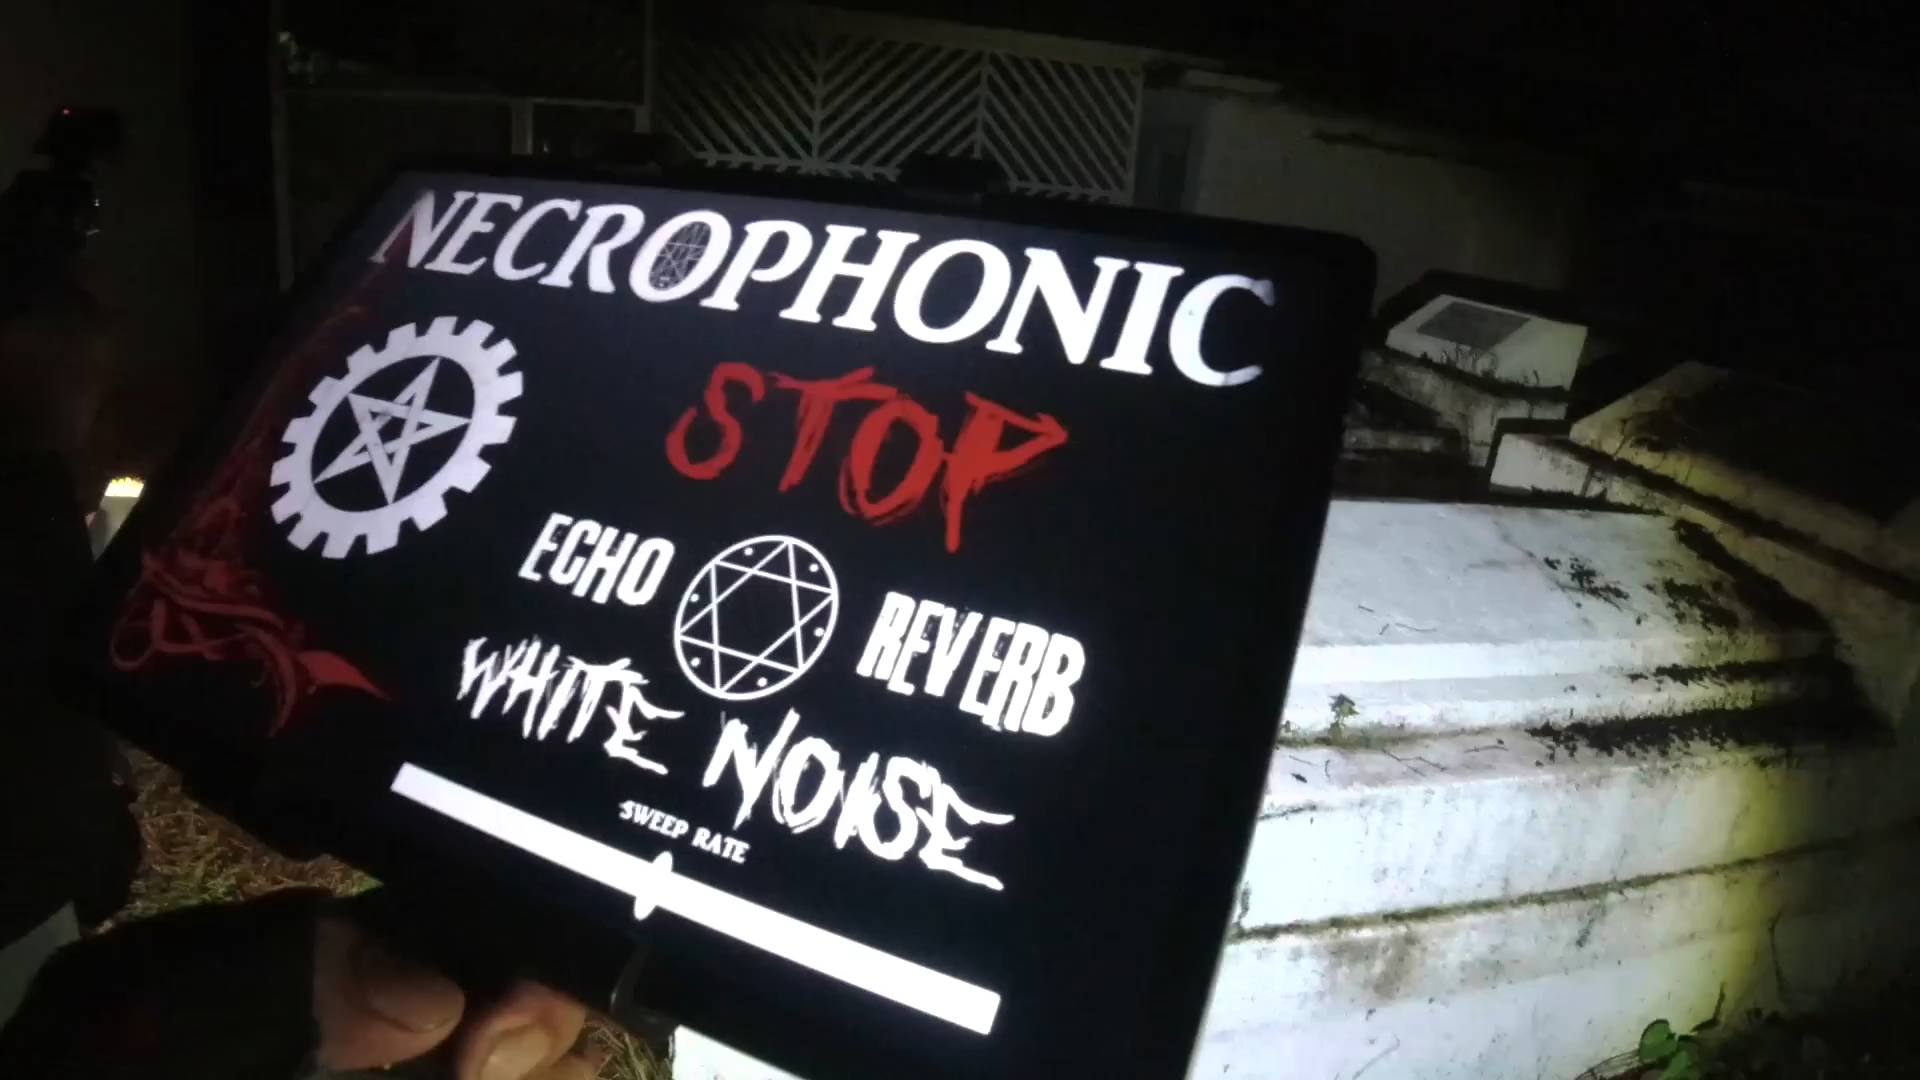 NECROPHONIC
STOP
ECHO
REVERB
WHITE NOISE
SWEEP RATE